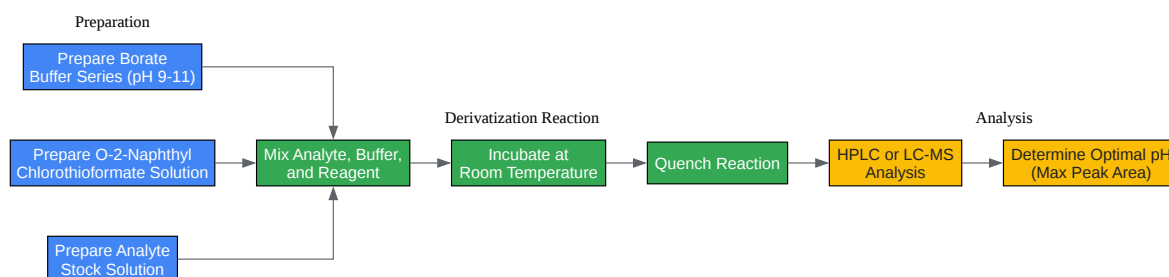 Preparation
Prepare Borate
Buffer Series (pH 9-11)
Derivatization Reaction
Analysis
Prepare O-2-Naphthyl
Chlorothioformate Solution
Mix Analyte, Buffer,
and Reagent
Incubate at
Room Temperature
Quench Reaction
HPLC or LC-MS
Analysis
Determine Optimal pH
(Max Peak Area)
Prepare Analyte
Stock Solution